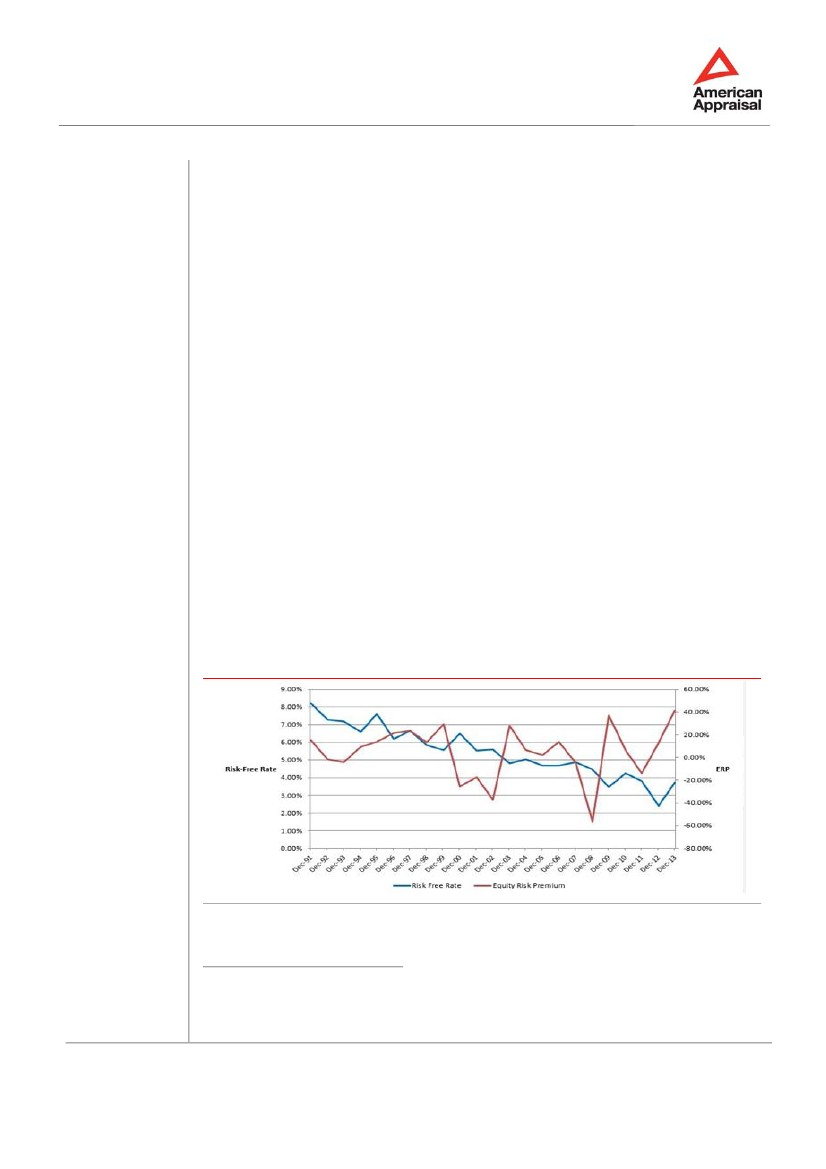 American
Appraisal
9.00%
8.00%
7.00%
6.00%
5.00%
4.00%
3.00%
2.00%
1.00%
0.00%
Risk-Free Rate
60.00%
40.00%
20.00%
0.00%
-20.00%
-40.00%
-60.00%
-80.00%
ERP
Dec-91
Dec-92
Dec-93
Dec-94
Dec-95
Dec-96
Dec-97
Dec-98
Dec-99
Dec-00
Dec-01
Dec-02
Dec-03
Dec-04
Dec-05
Dec-06
Dec-07
Dec-08
Dec-09
Dec-10
Dec-11
Dec-12
Dec-13
Risk Free Rate
Equity Risk Premium